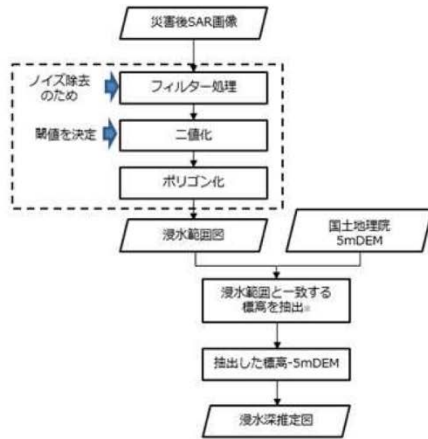 災害後SAR画像
ノイズ除去
のため
フィルター処理
閾値を決定
二値化
ポリゴン化
浸水範囲図
国土地理院
5mDEM
浸水範囲と一致する
標高を抽出※
抽出した標高-5mDEM
浸水深推定図